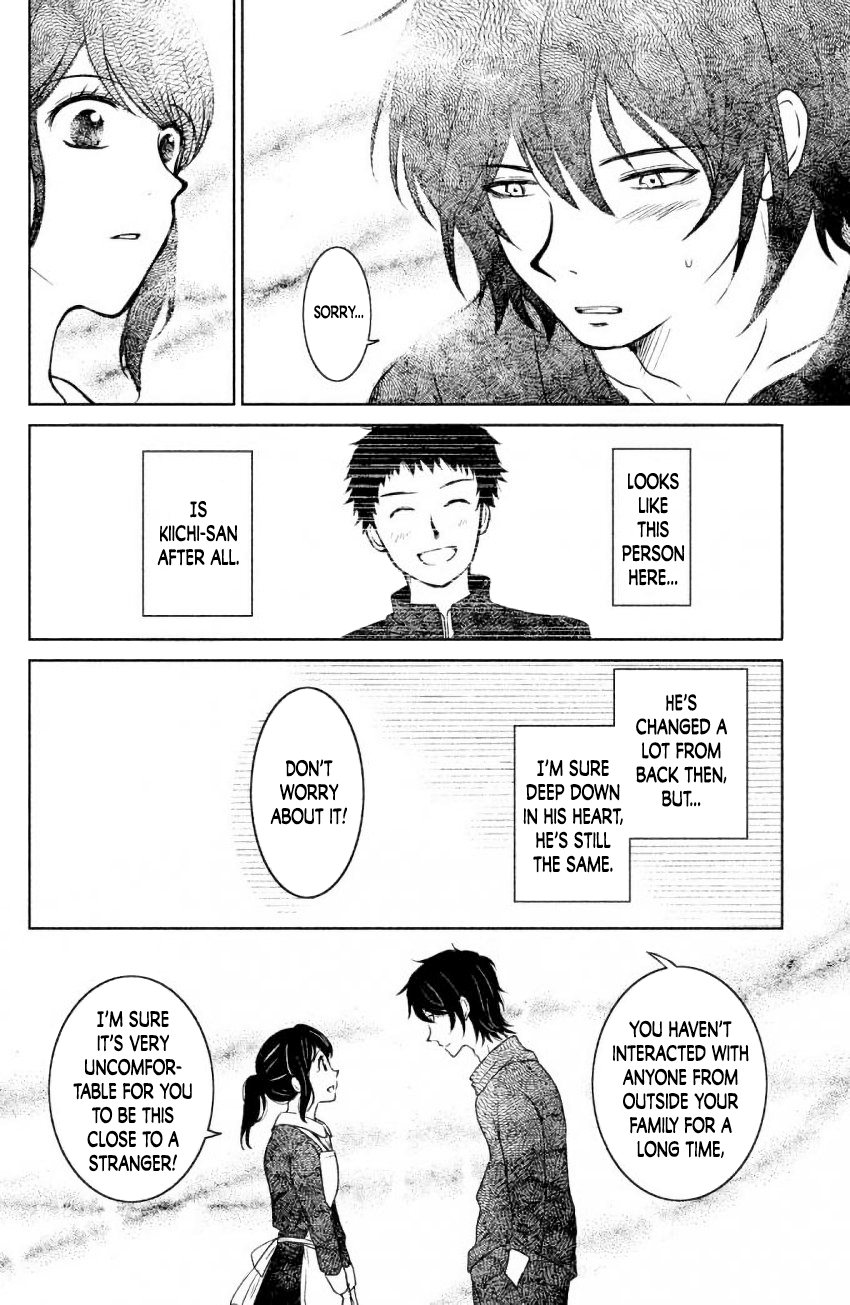 SORRY...
LOOKS
LIKE
THIS
PERSON
HERE...
IS
KIICHI-SAN
AFTER ALL.
HE'S
CHANGED A
LOT FROM
BACK THEN,
BUT...
I'M SURE
DEEP DOWN
IN HIS HEART,
HE'S STILL
THE SAME.
DON'T
WORRY
ABOUT IT!
YOU HAVEN'T
INTERACTED WITH
ANYONE FROM
OUTSIDE YOUR
FAMILY FOR A
LONG TIME,
I'M SURE
IT'S VERY
UNCOMFOR-
TABLE FOR YOU
TO BE THIS
CLOSE TO A
STRANGER!